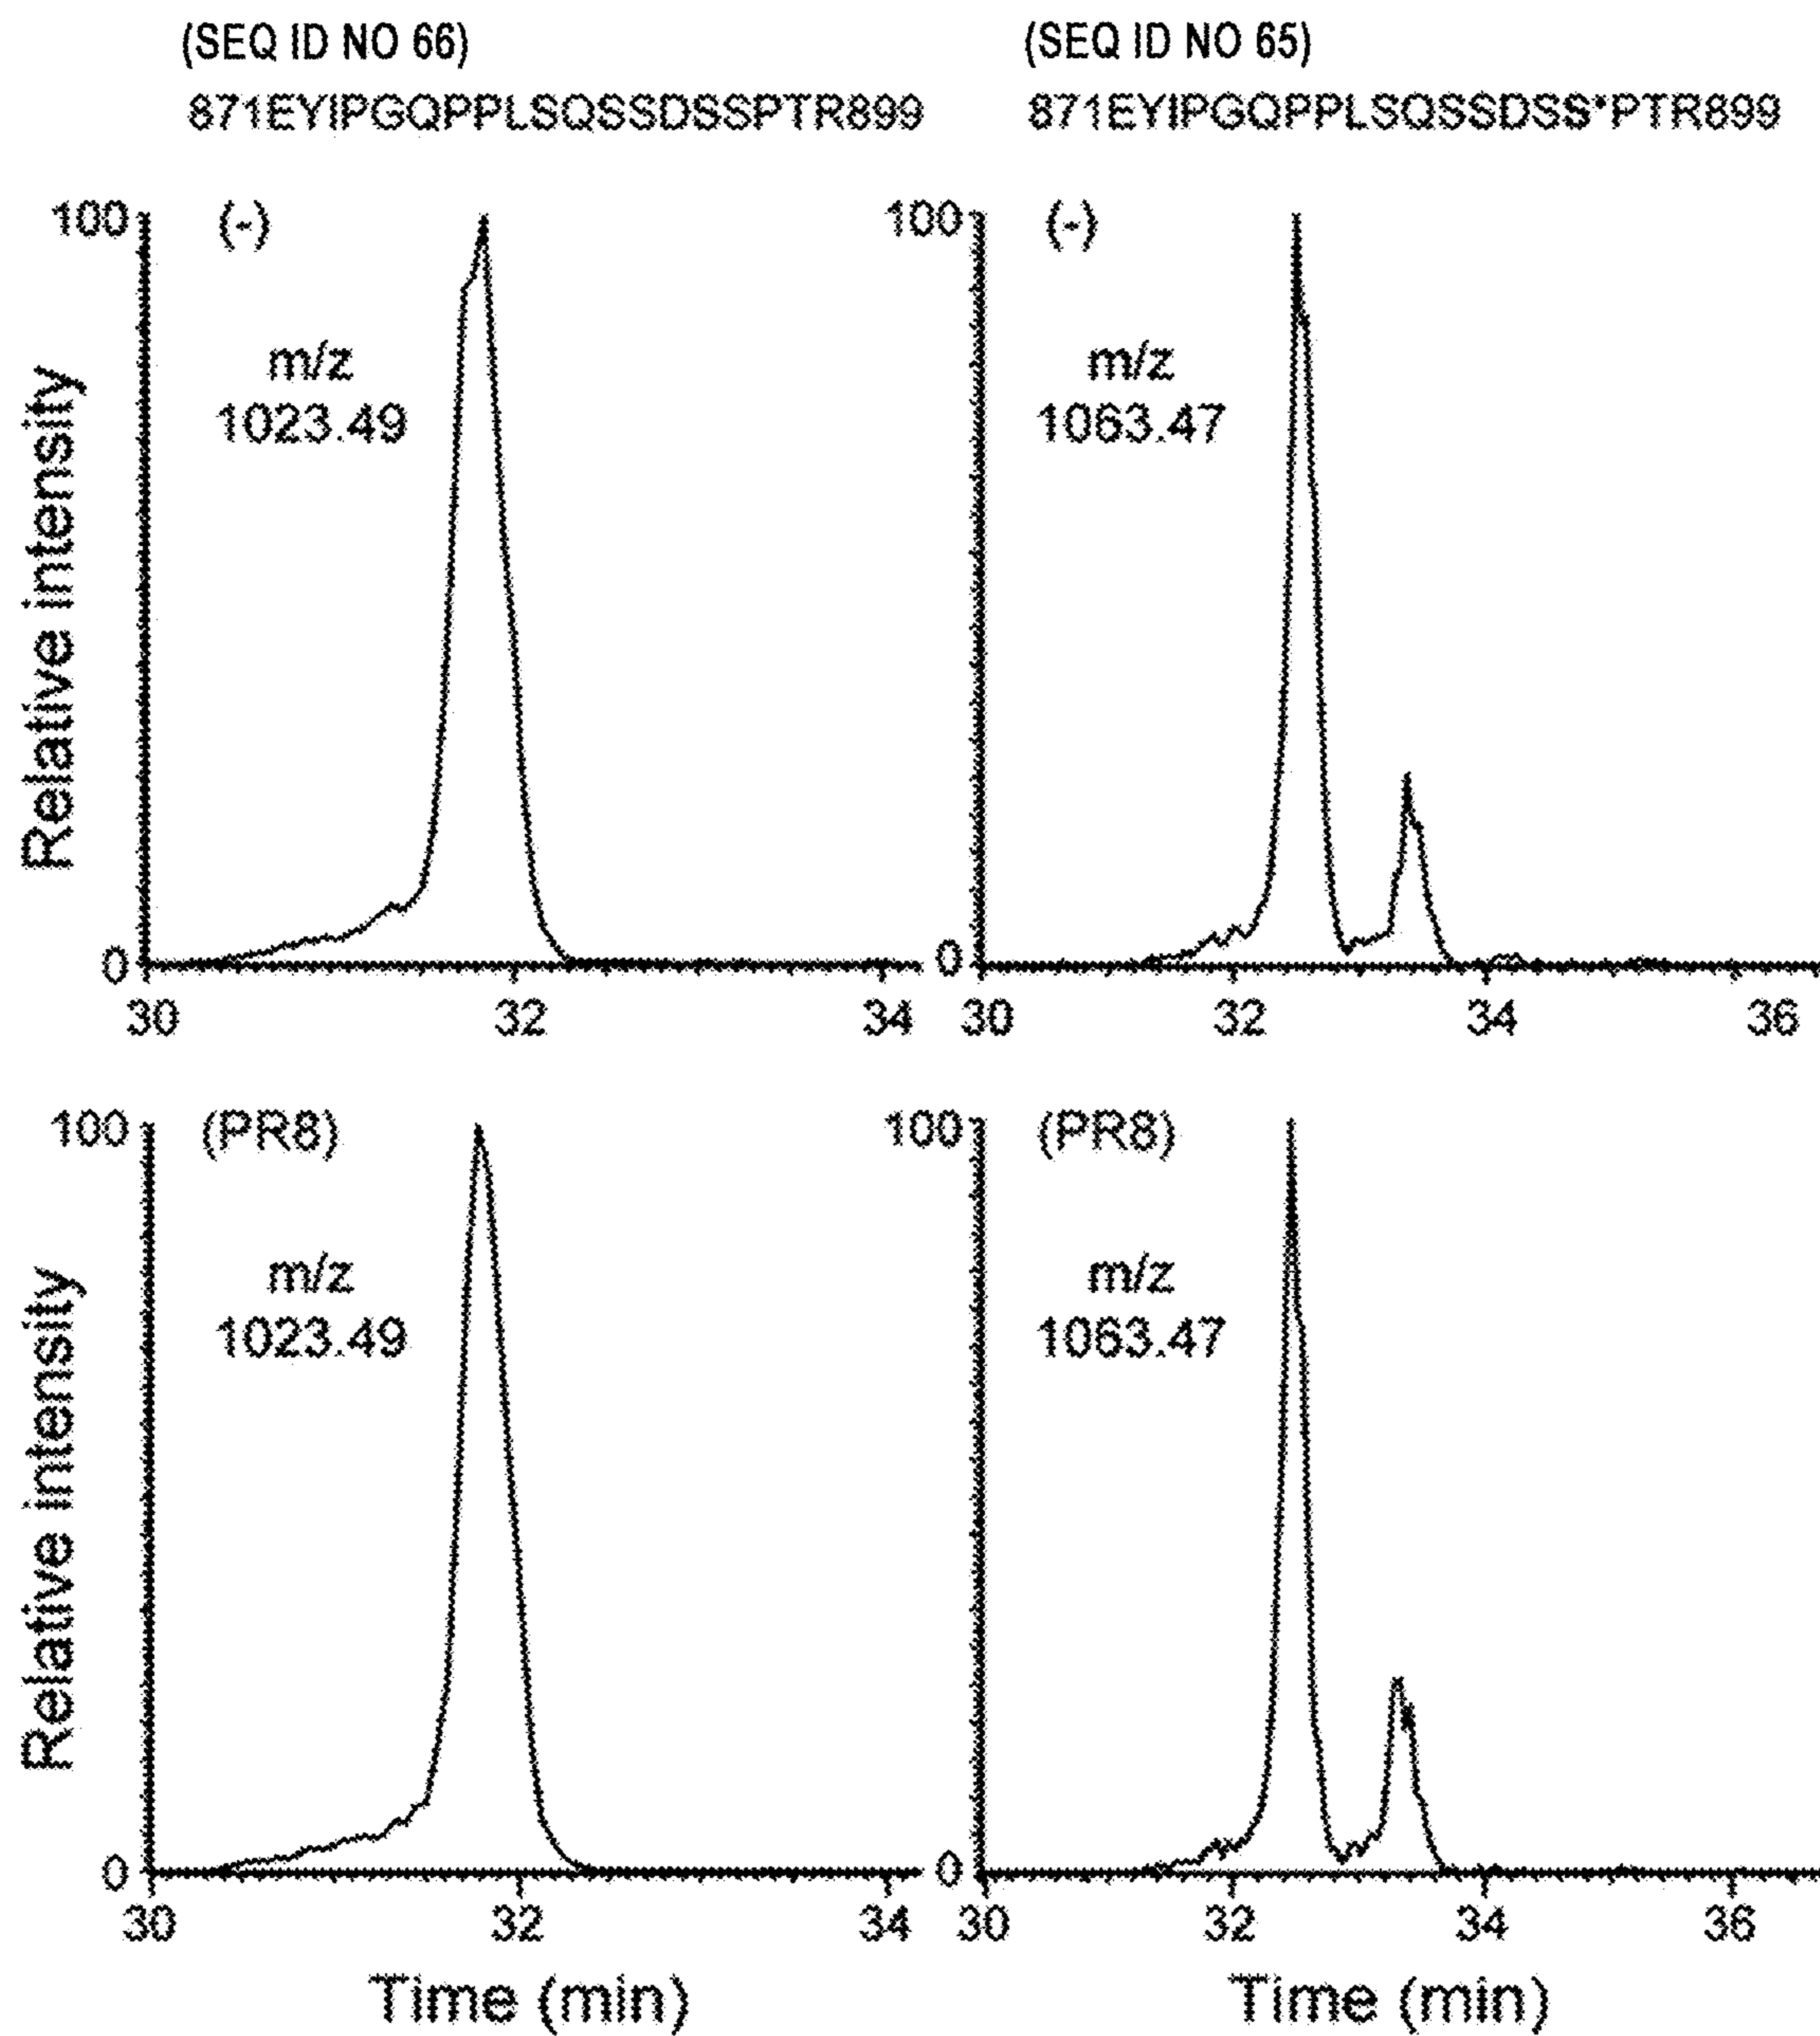 (SEQ ID NO 66)
871EYIPGQPPLSQSSDSSPTR899
(SEQ ID NO 65)
871EYIPGQPPLSQSSDSS*PTR899
Relative intensity
100
(-)
m/z
1023.49
0
30
32
34
100
(-)
m/z
1063.47
0
30
32
34
36
Relative intensity
100
(PR8)
m/z
1023.49
0
30
32
34
Time (min)
100
(PR8)
m/z
1063.47
0
30
32
34
36
Time (min)